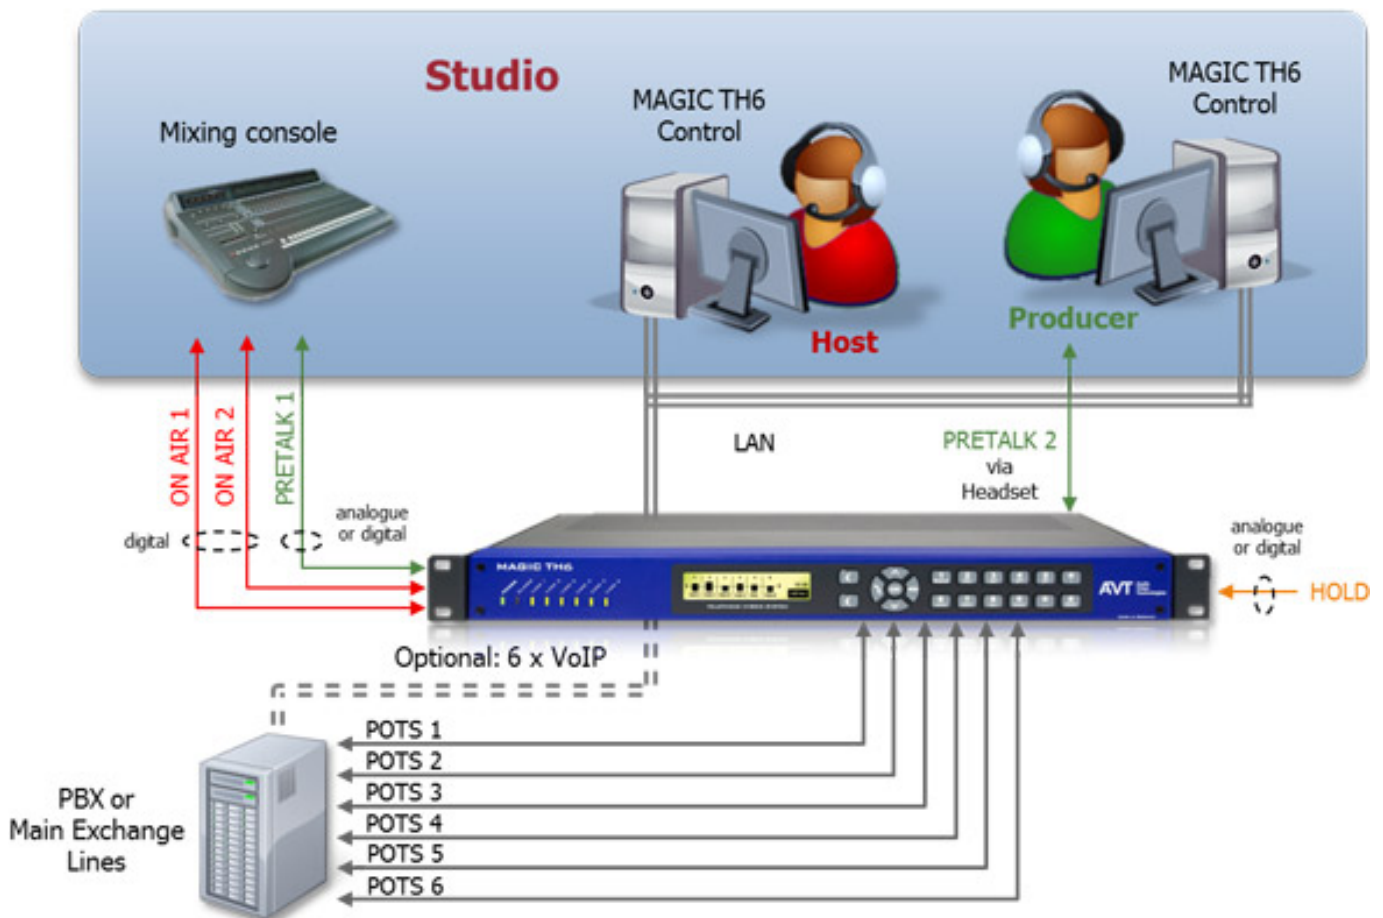 Studio
Mixing console
MAGIC TH6
Control
MAGIC TH6
Control
Host
Producer
ON AIR 1
ON AIR 2
PRETALK 1
LAN
PRETALK 2
via
Headset
digital
analogue
or digital
analogue
or digital
HOLD
MAGIC TH6
AVT
Optional: 6 x VoIP
PBX or
Main Exchange
Lines
POTS 1
POTS 2
POTS 3
POTS 4
POTS 5
POTS 6